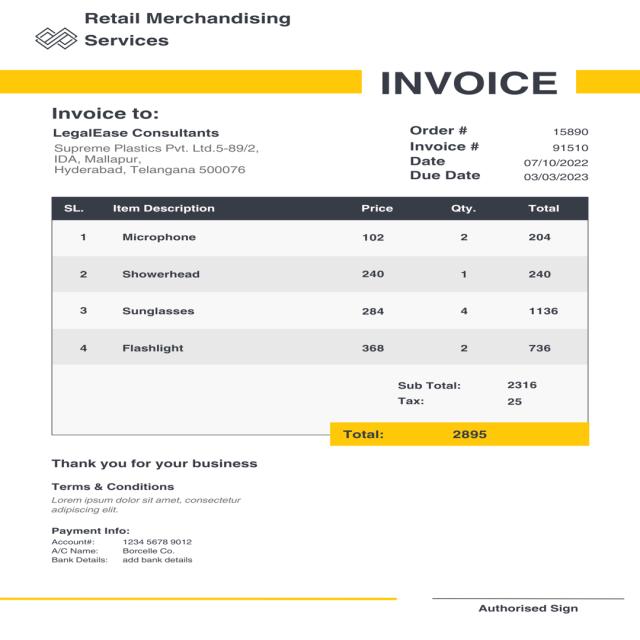 Retail Merchandising
Services
INVOICE
Invoice to:
LegalEase Consultants
Supreme Plastics Pvt. Ltd.5-89/2,
IDA, Mallapur,
Hyderabad, Telangana 500076
Order # 15890
Invoice # 91510
Date 07/10/2022
Due Date 03/03/2023
SL. Item Description Price Qty. Total
1 Microphone 102 2 204
2 Showerhead 240 1 240
3 Sunglasses 284 4 1136
4 Flashlight 368 2 736
Sub Total: 2316
Tax: 25
Total: 2895
Thank you for your business
Terms & Conditions
Lorem ipsum dolor sit amet, consectetur
adipiscing elit.
Payment Info:
Account#: 1234 5678 9012
A/C Name: Borcelle Co.
Bank Details: add bank details
Authorised Sign